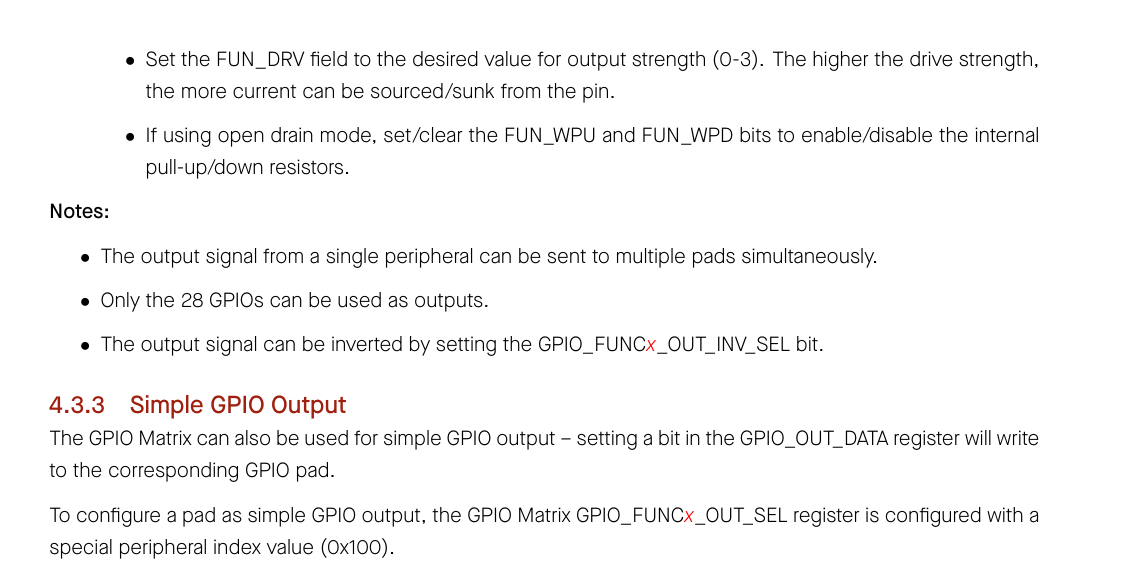 • Set the FUN_DRV field to the desired value for output strength (0-3). The higher the drive strength,
the more current can be sourced/sunk from the pin.
• If using open drain mode, set/clear the FUN_WPU and FUN_WPD bits to enable/disable the internal
pull-up/down resistors.
Notes:
• The output signal from a single peripheral can be sent to multiple pads simultaneously.
• Only the 28 GPIOs can be used as outputs.
• The output signal can be inverted by setting the GPIO_FUNCx_OUT_INV_SEL bit.
4.3.3 Simple GPIO Output
The GPIO Matrix can also be used for simple GPIO output – setting a bit in the GPIO_OUT_DATA register will write
to the corresponding GPIO pad.
To configure a pad as simple GPIO output, the GPIO Matrix GPIO_FUNCx_OUT_SEL register is configured with a
special peripheral index value (0x100).